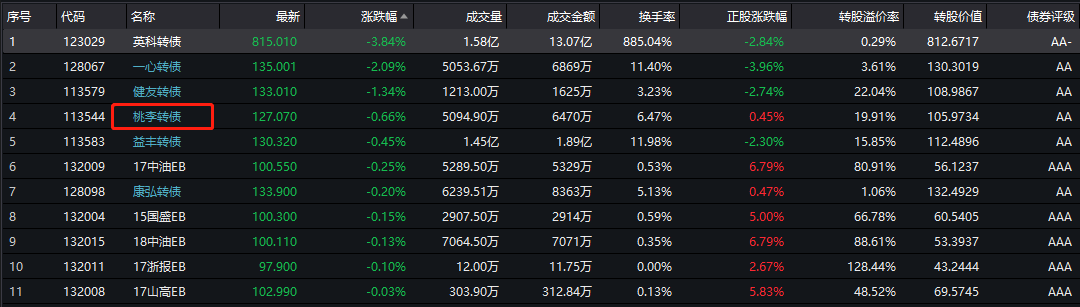 序号 代码 名称 最新 涨跌幅 成交量 成交金额 换手率 正股涨跌幅 转股溢价率 转股价值 债券评级
1 123029 英科转债 815.010 -3.84% 1.58亿 13.07亿 885.04% -2.84% 0.29% 812.6717 AA-
2 128067 一心转债 135.001 -2.09% 5053.67万 6869万 11.40% -3.96% 3.61% 130.3019 AA
3 113579 健友转债 133.010 -1.34% 1213.00万 1625万 3.23% -2.74% 22.04% 108.9867 AA
4 113544 桃李转债 127.070 -0.66% 5094.90万 6470万 6.47% 0.45% 19.91% 105.9734 AA
5 113583 益丰转债 130.320 -0.45% 1.45亿 1.89亿 11.98% -2.30% 15.85% 112.4896 AA
6 132009 17中油EB 100.550 -0.25% 5289.50万 5329万 0.53% 6.79% 80.91% 56.1237 AAA
7 128098 康弘转债 133.900 -0.20% 6239.51万 8363万 5.13% 0.47% 1.06% 132.4929 AA
8 132004 15国盛EB 100.300 -0.15% 2907.50万 2914万 0.59% 5.00% 66.78% 60.5405 AAA
9 132015 18中油EB 100.110 -0.13% 7064.50万 7071万 0.35% 6.79% 88.61% 53.3937 AAA
10 132011 17浙报EB 97.900 -0.10% 12.00万 11.75万 0.00% 2.67% 128.44% 43.2444 AAA
11 132008 17山高EB 102.990 -0.03% 303.90万 312.84万 0.13% 5.83% 48.52% 69.5745 AAA